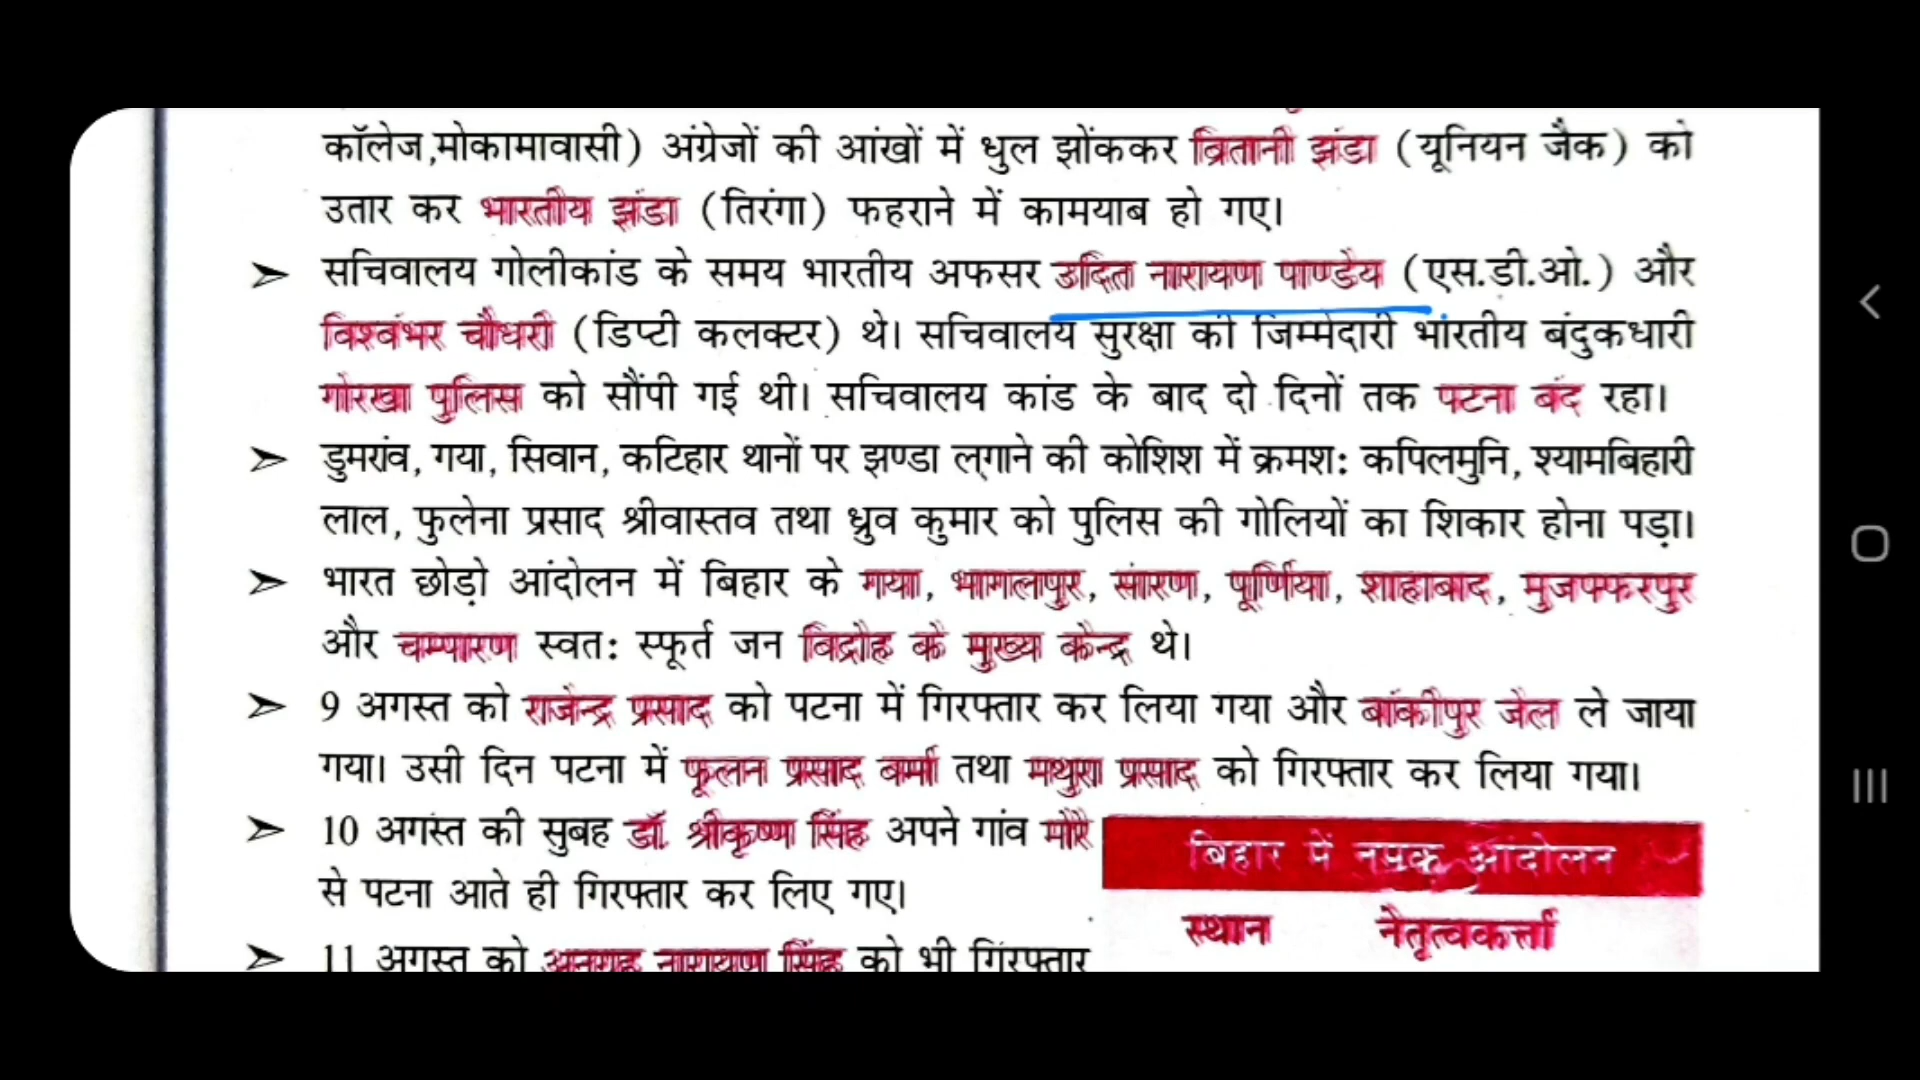 कॉलेज,मोकामावासी) अंग्रेजों की आंखों में धुल झोंककर ब्रितानी झंडा (यूनियन जैक) को
उतार कर भारतीय झंडा (तिरंगा) फहराने में कामयाब हो गए।
➢ सचिवालय गोलीकांड के समय भारतीय अफसर उदित नारायण पाण्डेय (एस.डी.ओ.) और
विश्वंभर चौधरी (डिप्टी कलक्टर) थे। सचिवालय सुरक्षा की जिम्मेदारी भारतीय बंदुकधारी
गोरखा पुलिस को सौंपी गई थी। सचिवालय कांड के बाद दो दिनों तक पटना बंद रहा।
➢ डुमरांव, गया, सिवान, कटिहार थानों पर झण्डा लगाने की कोशिश में क्रमश: कपिलमुनि, श्यामबिहारी
लाल, फुलेना प्रसाद श्रीवास्तव तथा ध्रुव कुमार को पुलिस की गोलियों का शिकार होना पड़ा।
➢ भारत छोड़ो आंदोलन में बिहार के गया, भागलपुर, सारण, पूर्णिया, शाहाबाद, मुजफ्फरपुर
और चम्पारण स्वत: स्फूर्त जन विद्रोह के मुख्य केन्द्र थे।
➢ 9 अगस्त को राजेन्द्र प्रसाद को पटना में गिरफ्तार कर लिया गया और बांकीपुर जेल ले जाया
गया। उसी दिन पटना में फूलन प्रसाद वर्मा तथा मथुरा प्रसाद को गिरफ्तार कर लिया गया।
➢ 10 अगस्त की सुबह डॉ. श्रीकृष्ण सिंह अपने गांव मौर
से पटना आते ही गिरफ्तार कर लिए गए।
➢ 11 अगस्त को अनुग्रह नारायण सिंह को भी गिरफ्तार
बिहार में नमक आंदोलन
स्थान नेतृत्वकर्त्ता